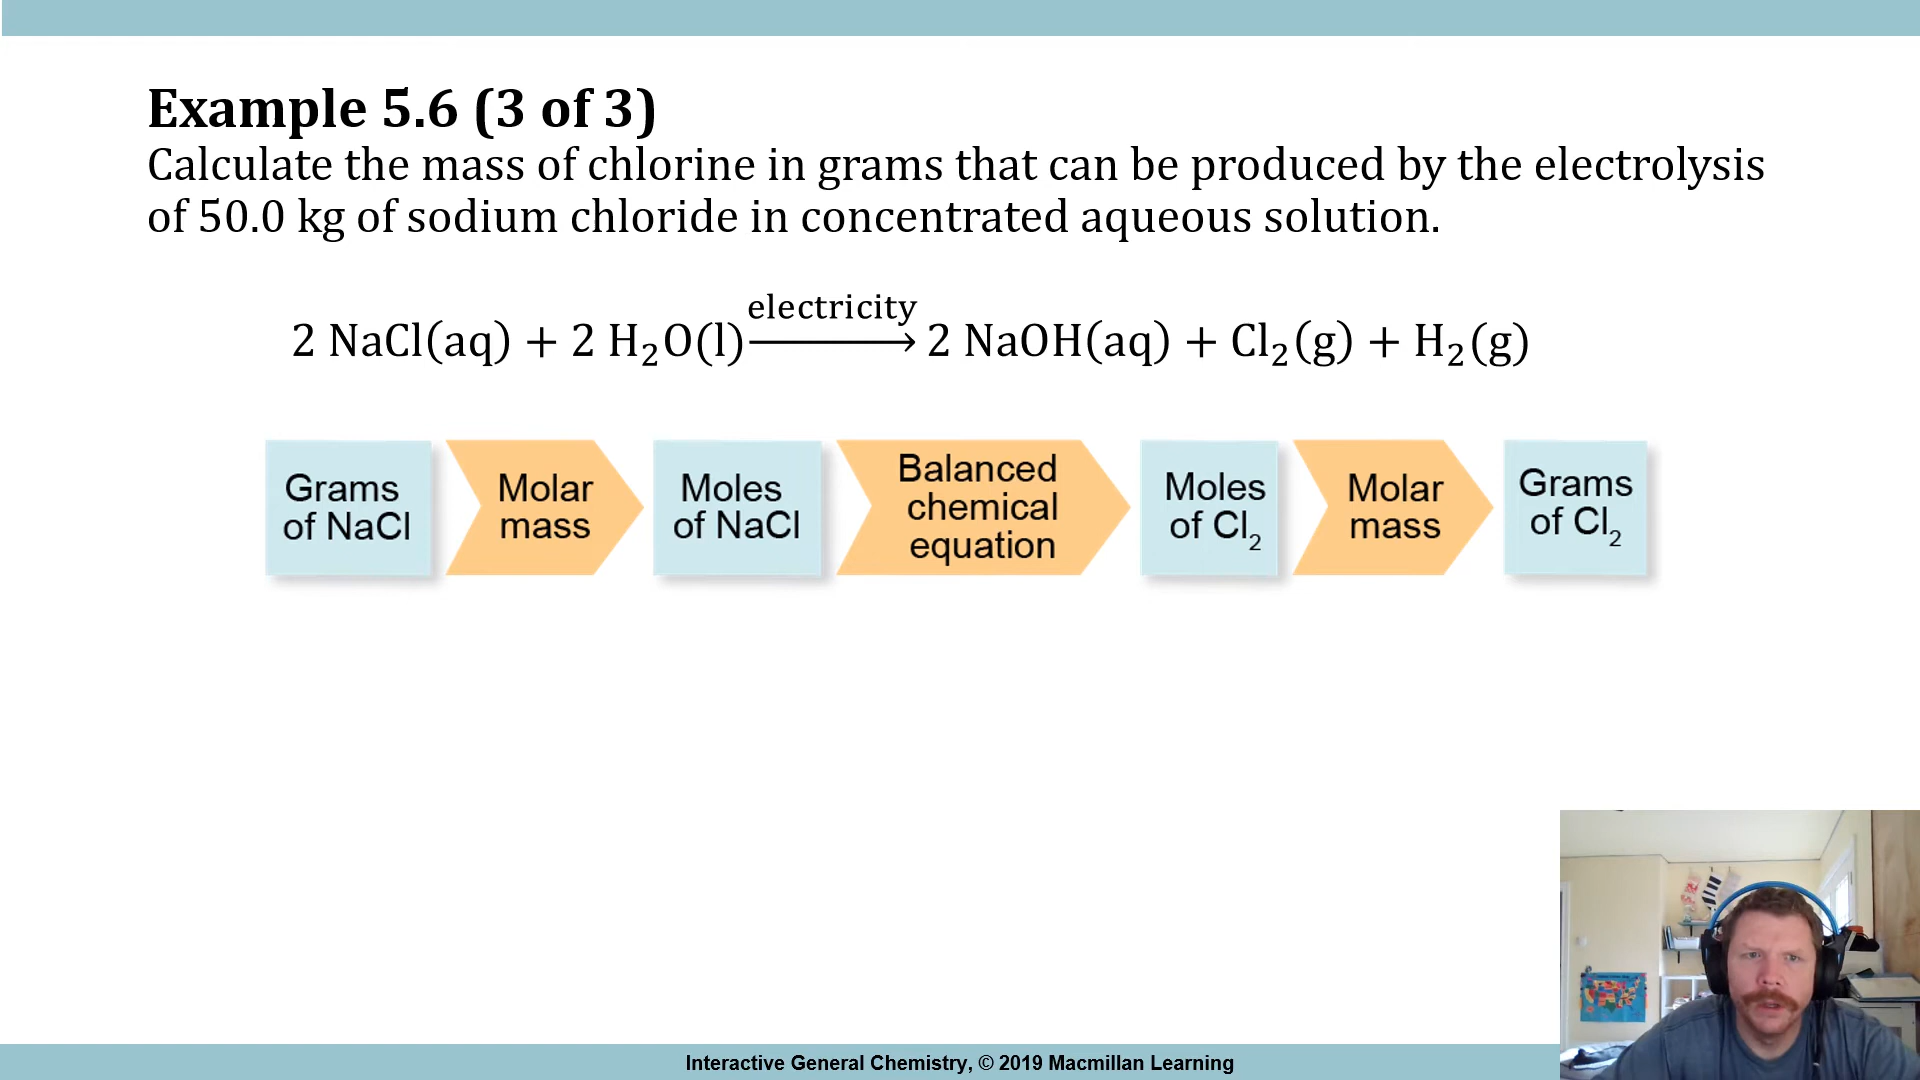 Example 5.6 (3 of 3)
Calculate the mass of chlorine in grams that can be produced by the electrolysis
of 50.0 kg of sodium chloride in concentrated aqueous solution.
electricity
2 NaCl(aq) + 2 H₂O(l) ⟶ 2 NaOH(aq) + Cl₂(g) + H₂(g)
Grams
of NaCl
Molar
mass
Moles
of NaCl
Balanced
chemical
equation
Moles
of Cl₂
Molar
mass
Grams
of Cl₂
Interactive General Chemistry, © 2019 Macmillan Learning